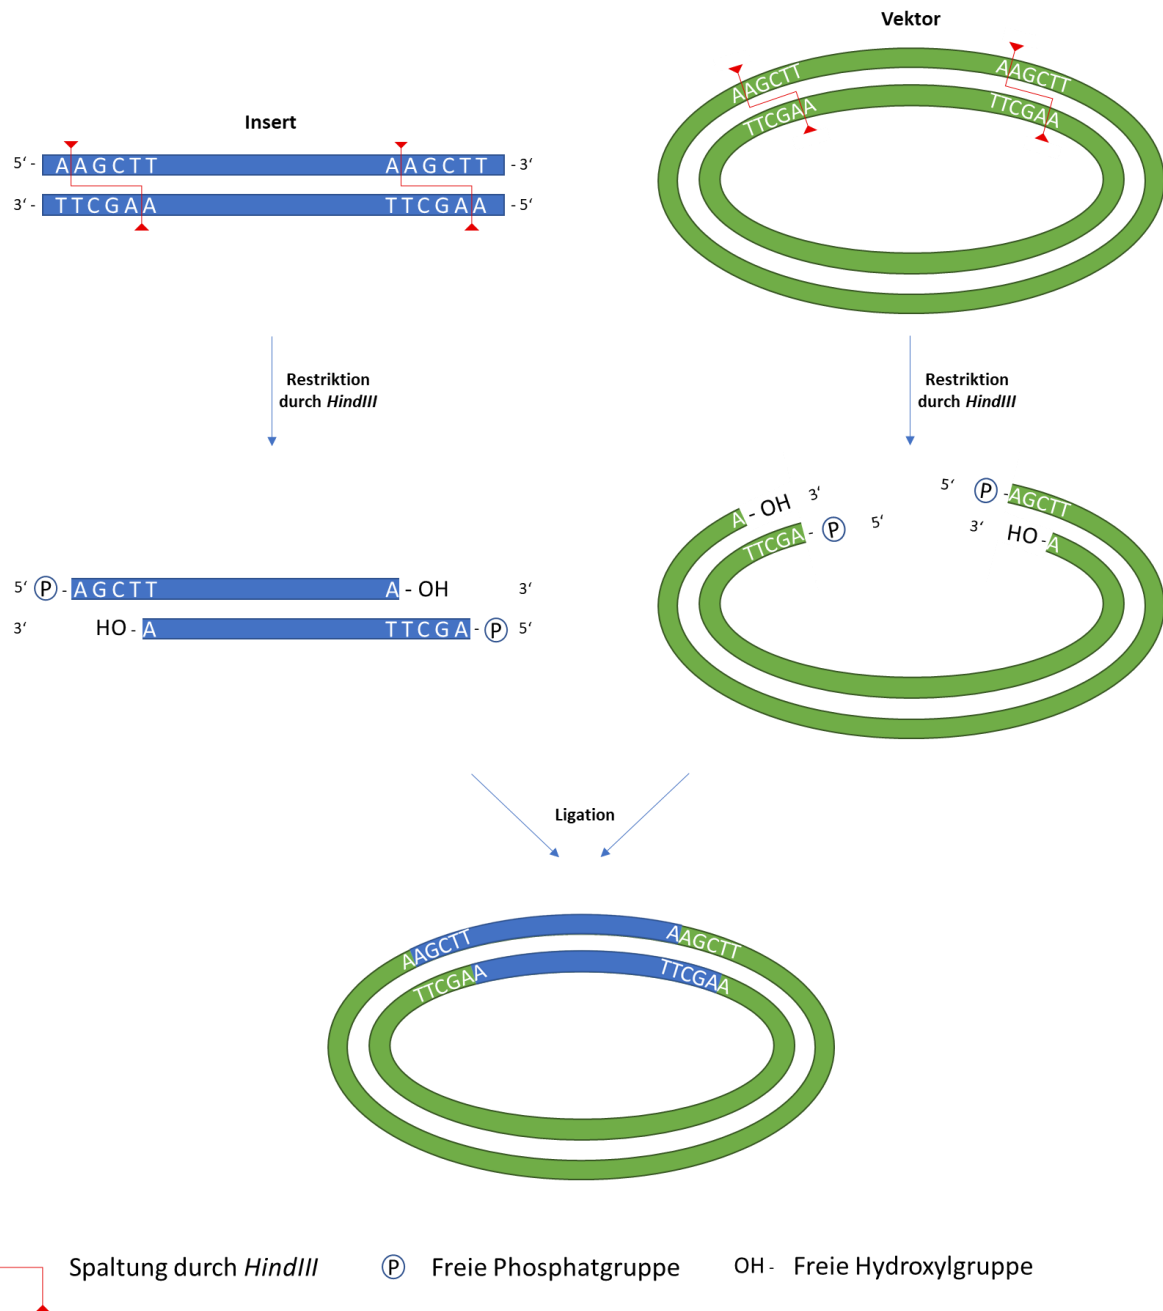 Vektor
AAGCTT
AAGCTT
TTCGAA
TTCGAA
Insert
5‘ - AAGCTT AAGCTT - 3‘
3‘ - TTCGAA TTCGAA - 5‘
Restriktion
durch HindIII
Restriktion
durch HindIII
A - OH 3‘
5‘ P - AGCTT
TTCGA - P 5‘
3‘ HO - A
5‘ P - AGCTT A - OH 3‘
3‘ HO - A TTCGA - P 5‘
Ligation
AAGCTT
AAGCTT
TTCGAA
TTCGAA
Spaltung durch HindIII
P Freie Phosphatgruppe
OH - Freie Hydroxylgruppe